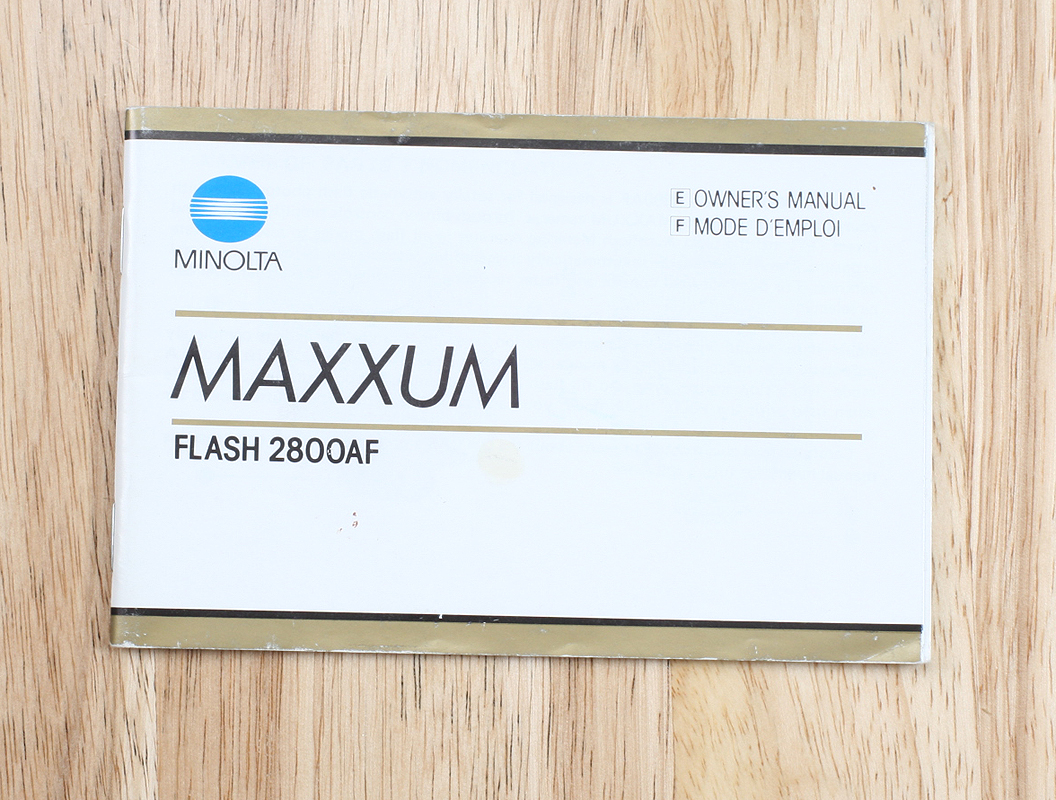 MINOLTA
E OWNER'S MANUAL
F MODE D'EMPLOI
MAXXUM
FLASH 2800AF